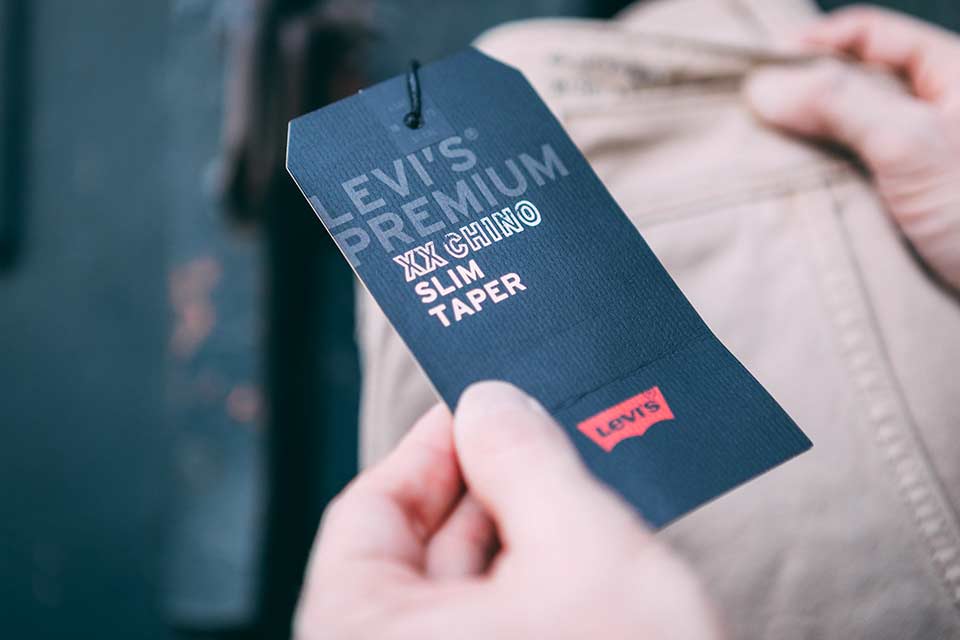 LEVI'S®
PREMIUM
XX CHINO
SLIM
TAPER
Levi's